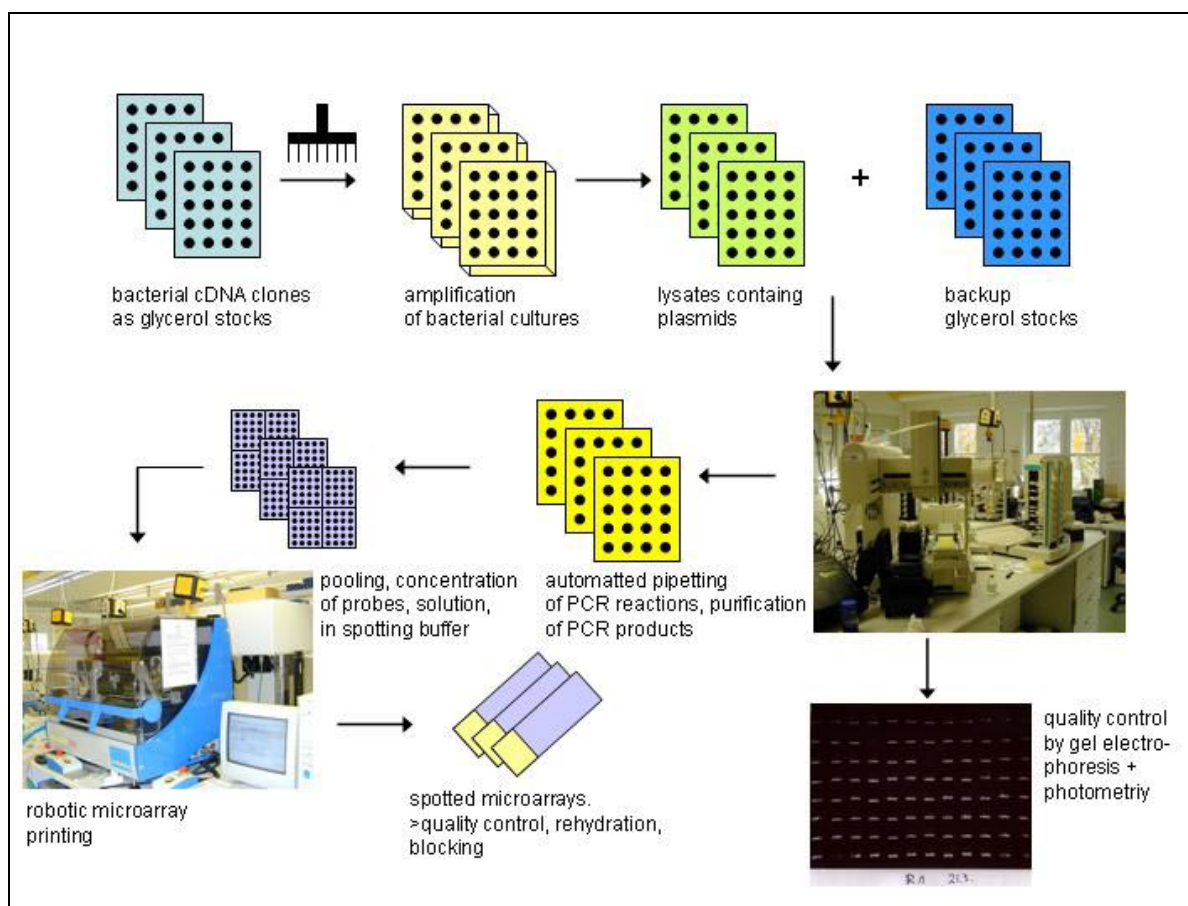 bacterial cDNA clones
as glycerol stocks
amplification
of bacterial cultures
lysates containg
plasmids
+
backup
glycerol stocks
pooling, concentration
of probes, solution,
in spotting buffer
automatted pipetting
of PCR reactions, purification
of PCR products
quality control
by gel electro-
phoresis +
photometriy
robotic microarray
printing
spotted microarrays.
>quality control, rehydration,
blocking